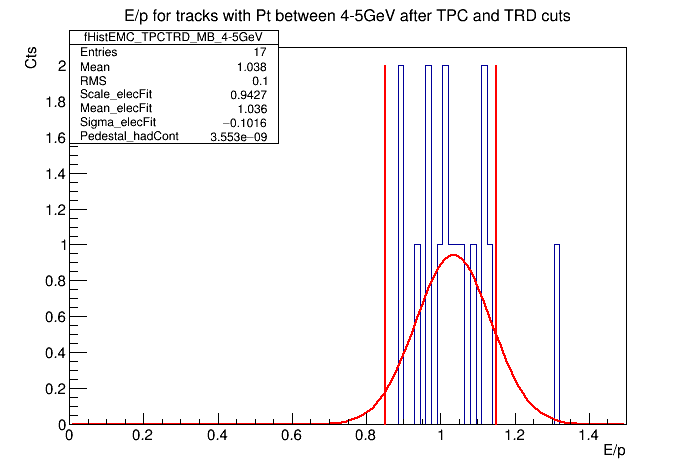 E/p for tracks with Pt between 4-5GeV after TPC and TRD cuts
fHistEMC_TPCTRD_MB_4-5GeV
Entries 17
Mean 1.038
RMS 0.1
Scale_elecFit 0.9427
Mean_elecFit 1.036
Sigma_elecFit −0.1016
Pedestal_hadCont 3.553e−09
Cts
2
1.8
1.6
1.4
1.2
1
0.8
0.6
0.4
0.2
0
0 0.2 0.4 0.6 0.8 1 1.2 1.4
E/p